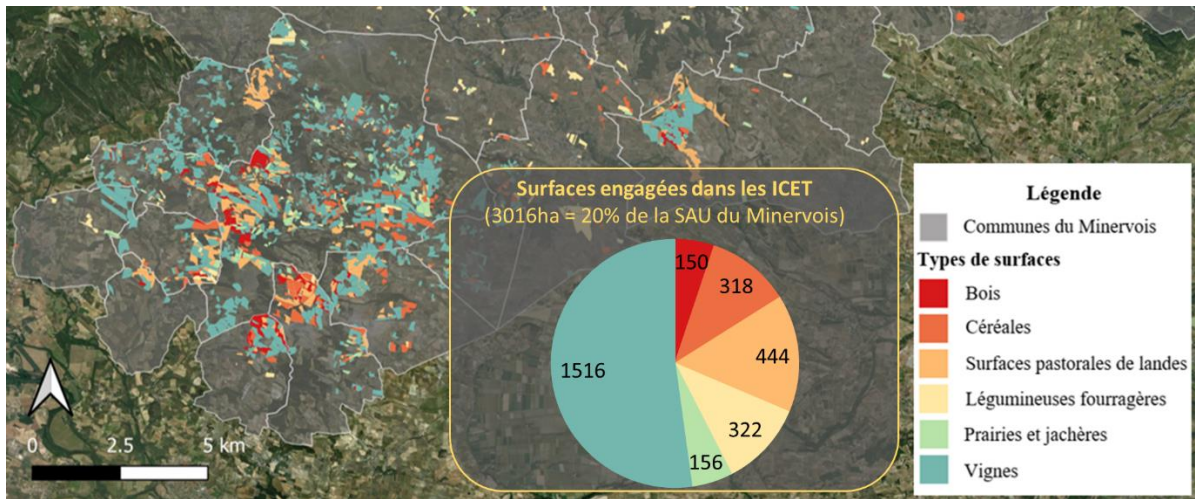 Surfaces engagées dans les ICET
(3016ha = 20% de la SAU du Minervois)
150
318
444
322
156
1516
Légende
Communes du Minervois
Types de surfaces
Bois
Céréales
Surfaces pastorales de landes
Légumineuses fourragères
Prairies et jachères
Vignes
0 2.5 5 km